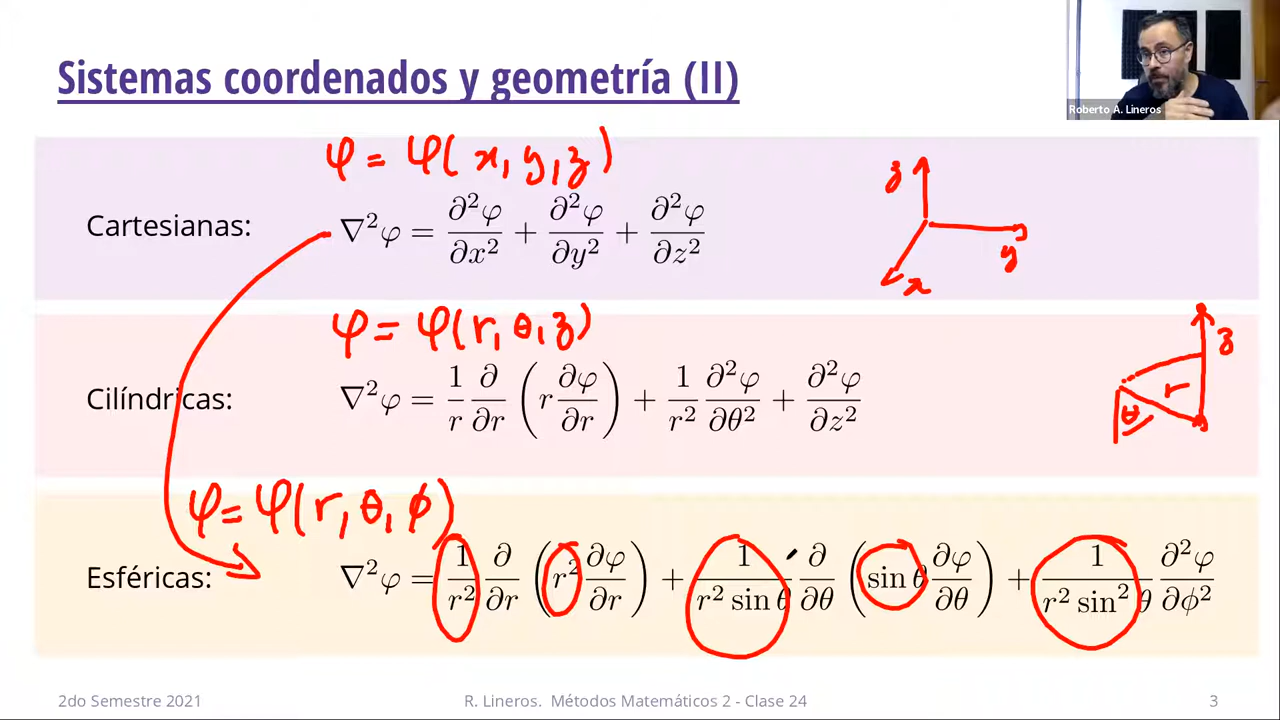 Sistemas coordenados y geometría (II)
Roberto A. Lineros
φ = φ(x, y, z)
Cartesianas: ∇²φ = ∂²φ/∂x² + ∂²φ/∂y² + ∂²φ/∂z²
z
y
x
φ = φ(r, θ, z)
Cilíndricas: ∇²φ = 1/r ∂/∂r (r ∂φ/∂r) + 1/r² ∂²φ/∂θ² + ∂²φ/∂z²
z
r
θ
φ = φ(r, θ, ϕ)
Esféricas: ∇²φ = 1/r² ∂/∂r (r² ∂φ/∂r) + 1/(r² sin θ) ∂/∂θ (sin θ ∂φ/∂θ) + 1/(r² sin² θ) ∂²φ/∂ϕ²
2do Semestre 2021
R. Lineros. Métodos Matemáticos 2 - Clase 24
3